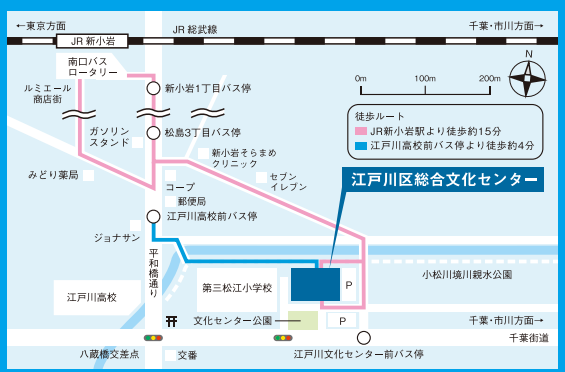 ←東京方面
JR 総武線
千葉・市川方面→
JR 新小岩
南口バス
ロータリー
N
ルミエール
商店街
新小岩1丁目バス停
0m
100m
200m
徒歩ルート
JR新小岩駅より徒歩約15分
江戸川高校前バス停より徒歩約4分
ガソリン
スタンド
松島3丁目バス停
新小岩そらまめ
クリニック
みどり薬局
コープ
セブン
イレブン
郵便局
江戸川区総合文化センター
江戸川高校前バス停
ジョナサン
平和橋通り
小松川境川親水公園
第三松江小学校
P
江戸川高校
文化センター公園
P
千葉・市川方面→
千葉街道
八蔵橋交差点
交番
江戸川文化センター前バス停